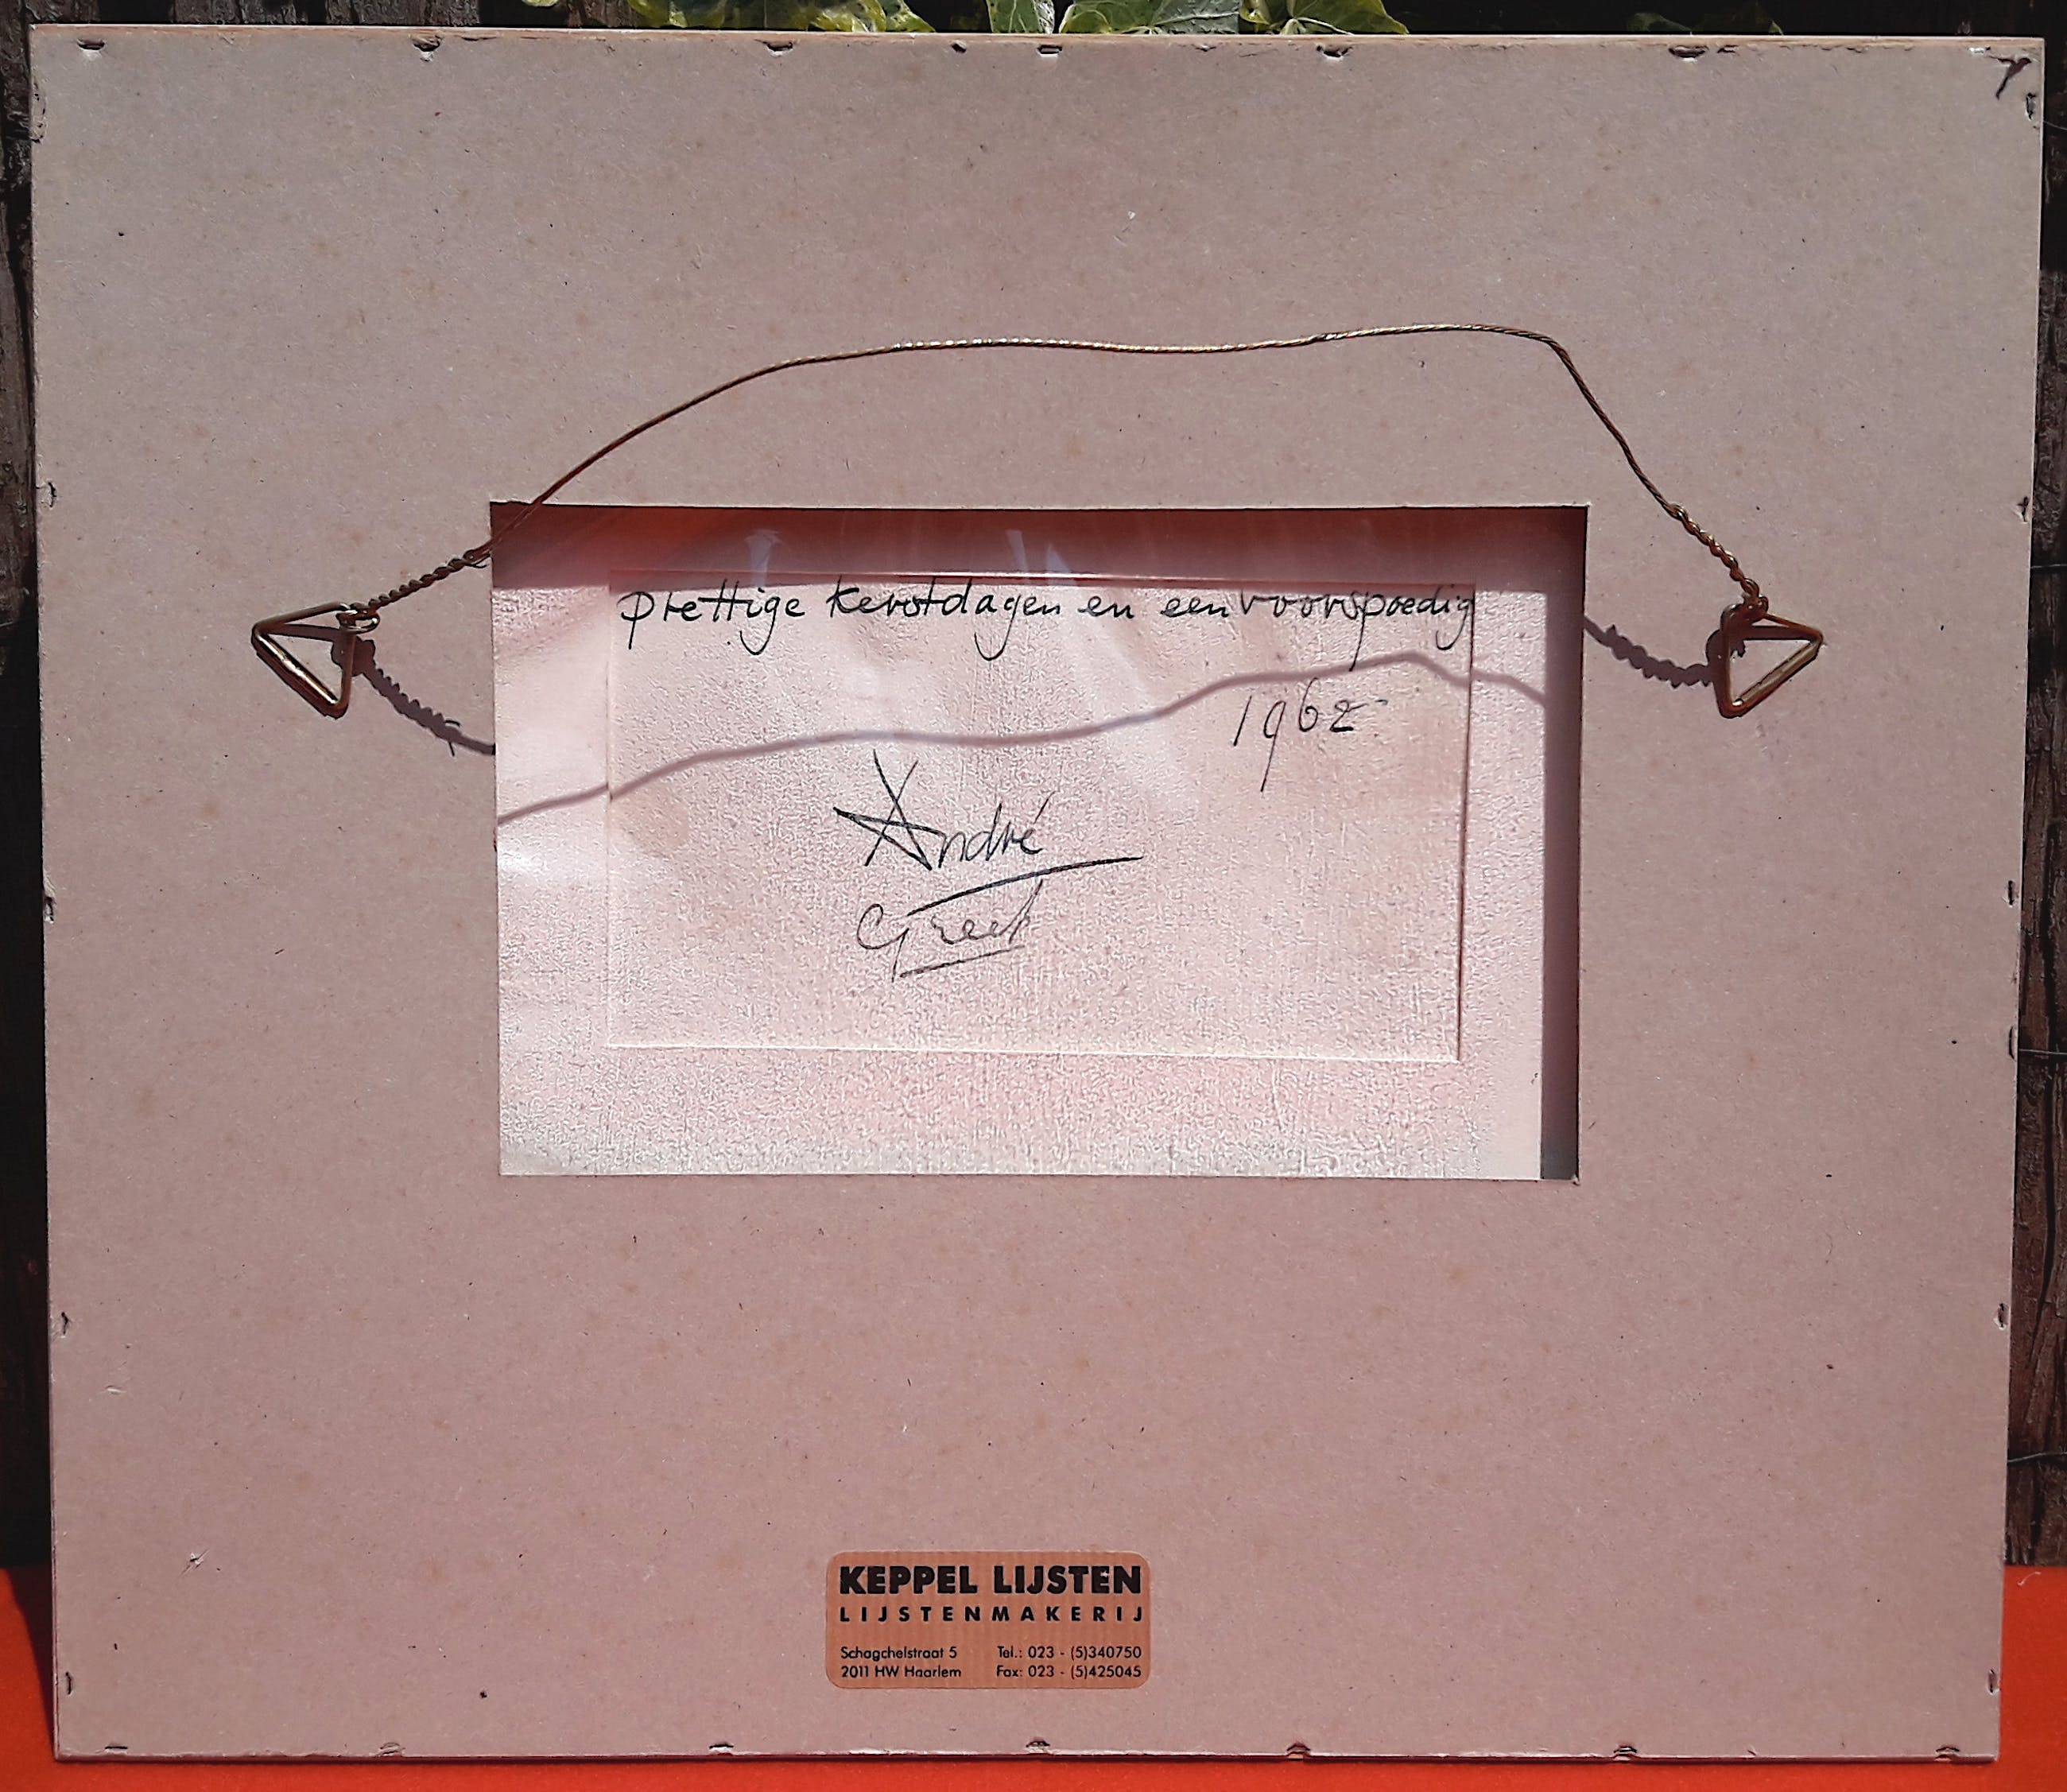 prettige kerstdagen en een voorspoedig
1962
André
Greet
KEPPEL LIJSTEN
LIJSTENMAKERIJ
Schagchelstraat 5 Tel.: 023 - (5)340750
2011 HW Haarlem Fax: 023 - (5)425045